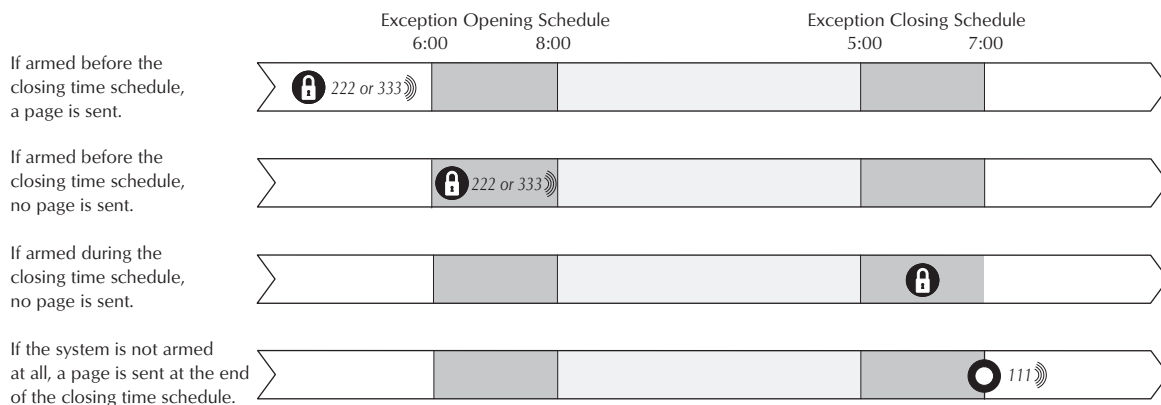 Exception Opening Schedule
Exception Closing Schedule
6:00
8:00
5:00
7:00
If armed before the
closing time schedule,
a page is sent.
222 or 333
If armed before the
closing time schedule,
no page is sent.
222 or 333
If armed during the
closing time schedule,
no page is sent.
If the system is not armed
at all, a page is sent at the end
of the closing time schedule.
111